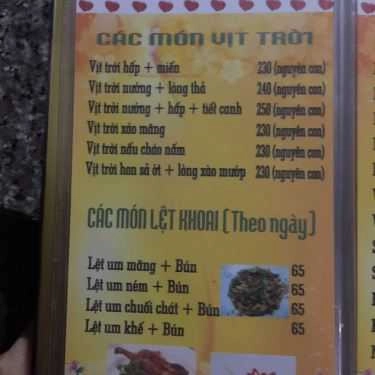 CÁC MÓN VỊT TRỜI
Vịt trời hấp + miến 230 (nguyên con)
Vịt trời nướng + lòng thả 240 (nguyên con)
Vịt trời nướng + hấp + tiết canh 250 (nguyên con)
Vịt trời xáo măng 230 (nguyên con)
Vịt trời nấu cháo nấm 230 (nguyên con)
Vịt trời hon sả ớt + lòng xào mướp 230 (nguyên con)
CÁC MÓN LỆT KHOAI (Theo ngày)
Lệt um măng + Bún 65
Lệt um ném + Bún 65
Lệt um chuối chát + Bún 65
Lệt um khế + Bún 65